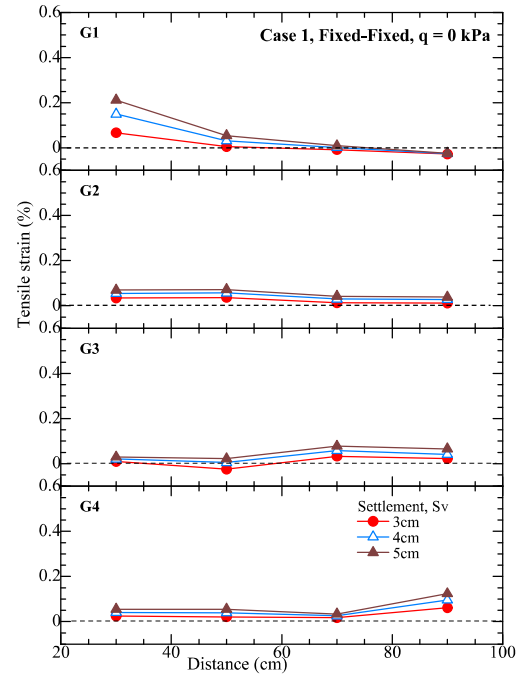 0.6
G1
Case 1, Fixed-Fixed, q = 0 kPa
0.4
0.2
0
0.6
G2
0.4
0.2
0
Tensile strain (%)
0.6
G3
0.4
0.2
0
0.6
G4
Settlement, Sv
3cm
4cm
5cm
0.4
0.2
0
20 40 60 80 100
Distance (cm)